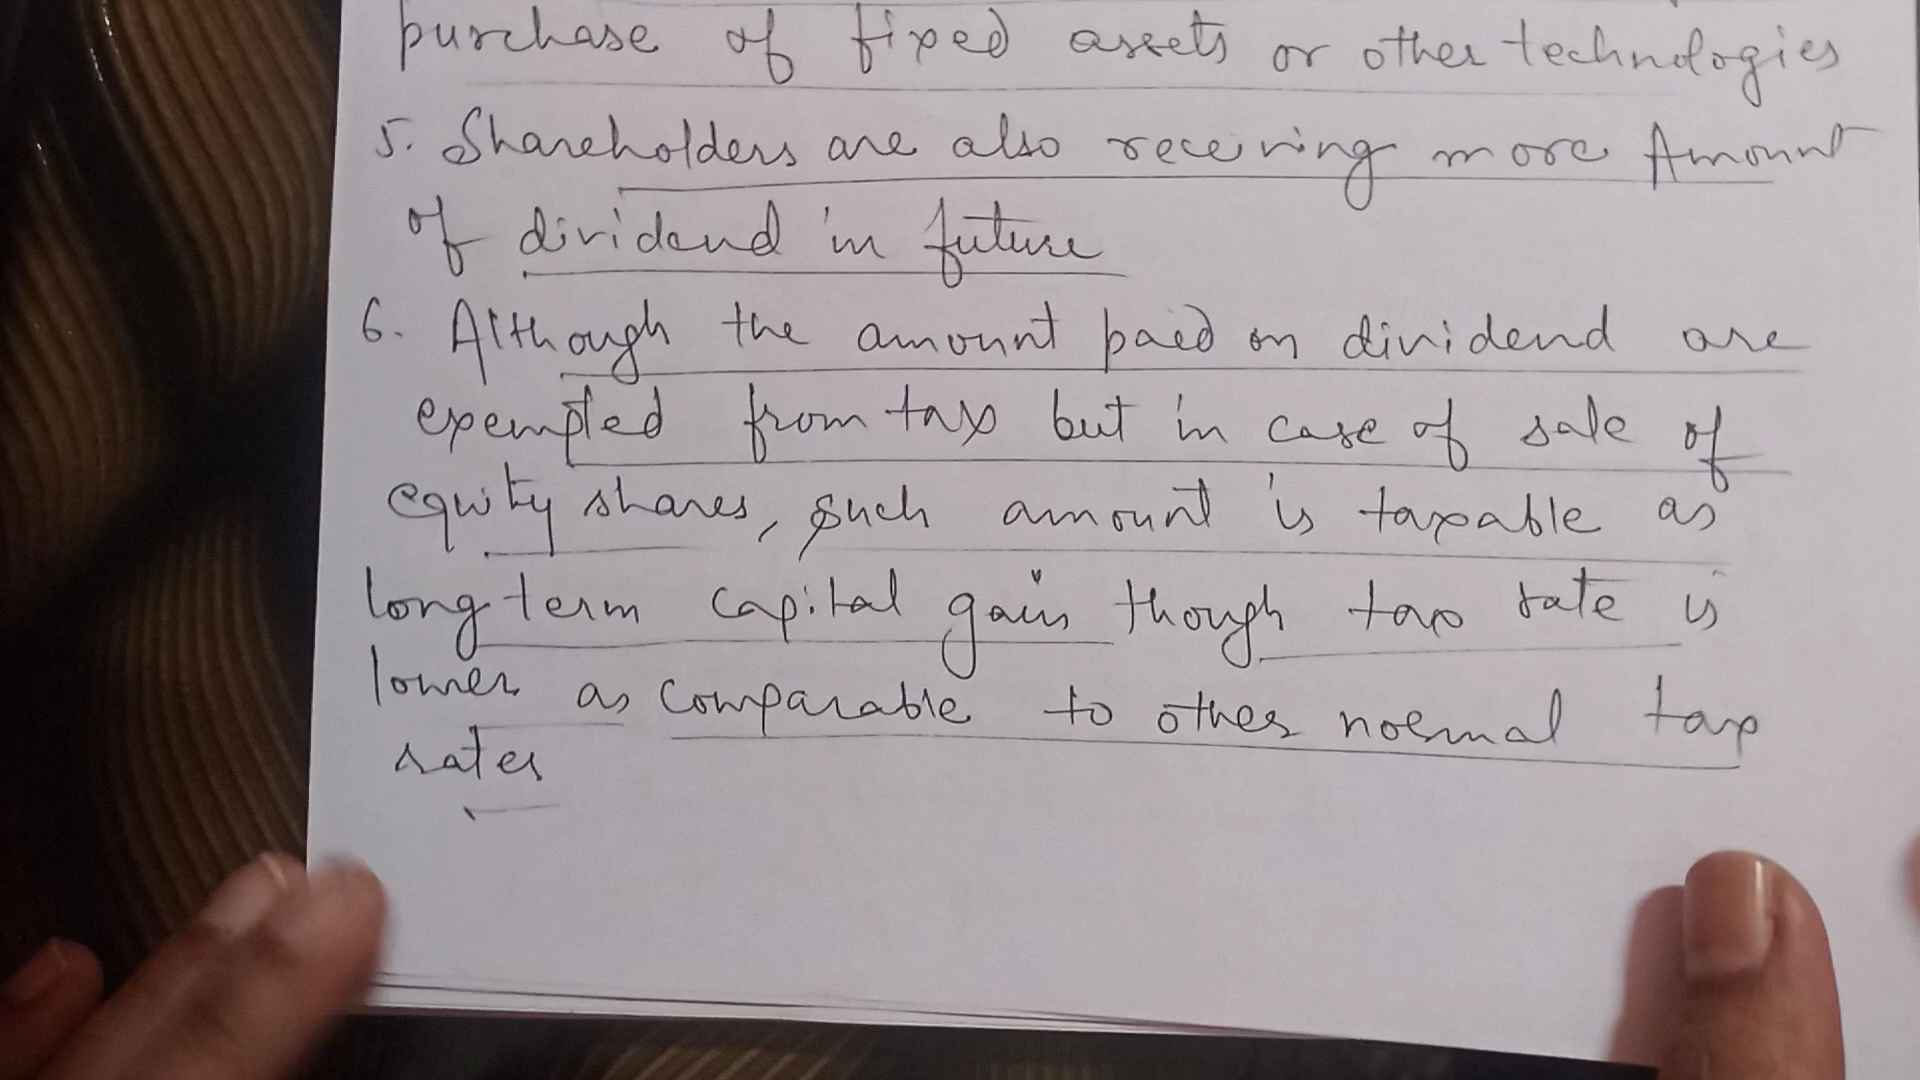 purchase of fixed assets or other technologies
5. Shareholders are also receiving more Amount
of dividend in future
6. Although the amount paid on dividend are
exempted from tax but in case of sale of
equity shares, such amount is taxable as
long term capital gain though tax rate is
lower as comparable to other normal tax
rates